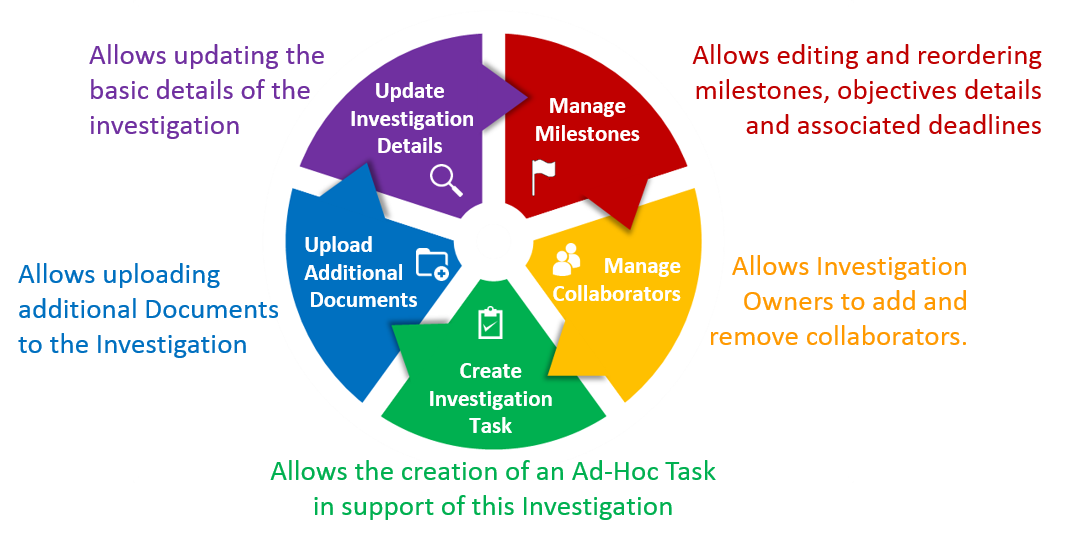 Allows updating the
basic details of the
investigation
Update
Investigation
Details
Manage
Milestones
Allows editing and reordering
milestones, objectives details
and associated deadlines
Manage
Collaborators
Allows Investigation
Owners to add and
remove collaborators.
Create
Investigation
Task
Allows the creation of an Ad-Hoc Task
in support of this Investigation
Upload
Additional
Documents
Allows uploading
additional Documents
to the Investigation